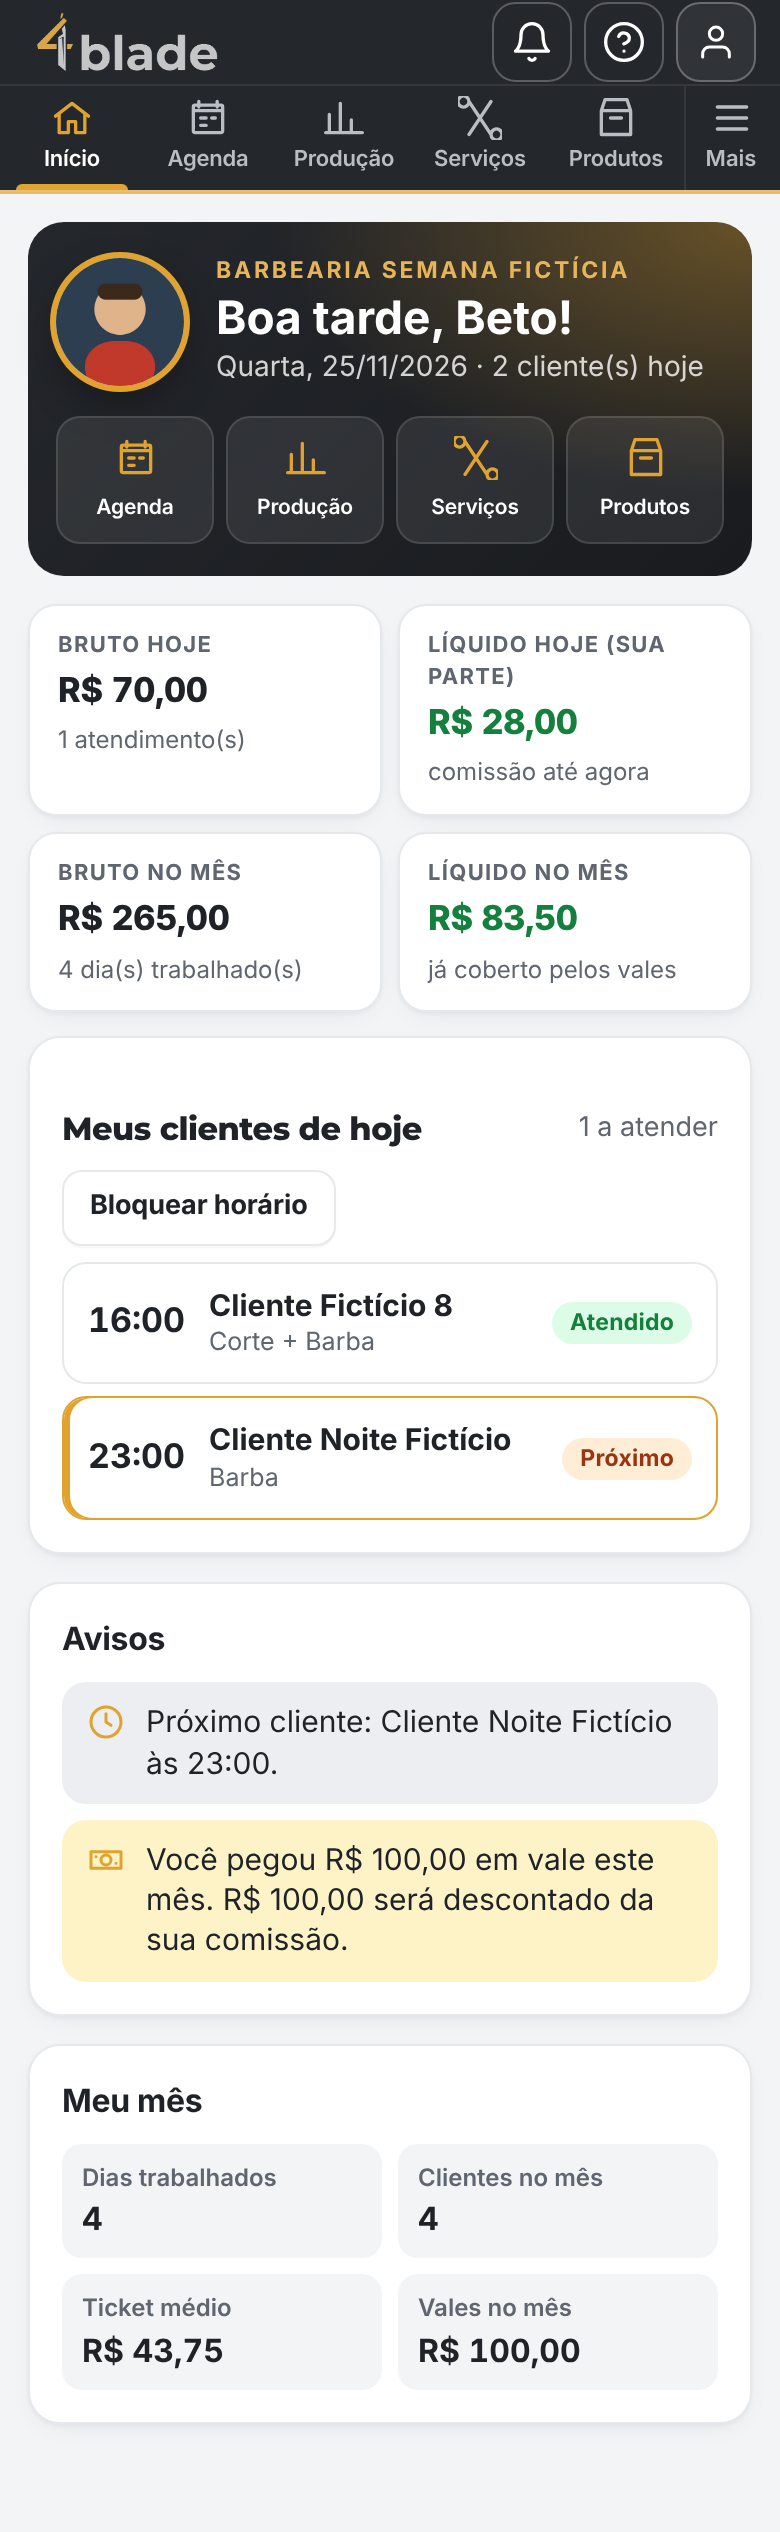 4blade
Início
Agenda
Produção
Serviços
Produtos
Mais
BARBEARIA SEMANA FICTÍCIA
Boa tarde, Beto!
Quarta, 25/11/2026 · 2 cliente(s) hoje
Agenda
Produção
Serviços
Produtos
BRUTO HOJE
R$ 70,00
1 atendimento(s)
LÍQUIDO HOJE (SUA
PARTE)
R$ 28,00
comissão até agora
BRUTO NO MÊS
R$ 265,00
4 dia(s) trabalhado(s)
LÍQUIDO NO MÊS
R$ 83,50
já coberto pelos vales
Meus clientes de hoje
1 a atender
Bloquear horário
16:00
Cliente Fictício 8
Corte + Barba
Atendido
23:00
Cliente Noite Fictício
Barba
Próximo
Avisos
Próximo cliente: Cliente Noite Fictício
às 23:00.
Você pegou R$ 100,00 em vale este
mês. R$ 100,00 será descontado da
sua comissão.
Meu mês
Dias trabalhados
4
Clientes no mês
4
Ticket médio
R$ 43,75
Vales no mês
R$ 100,00